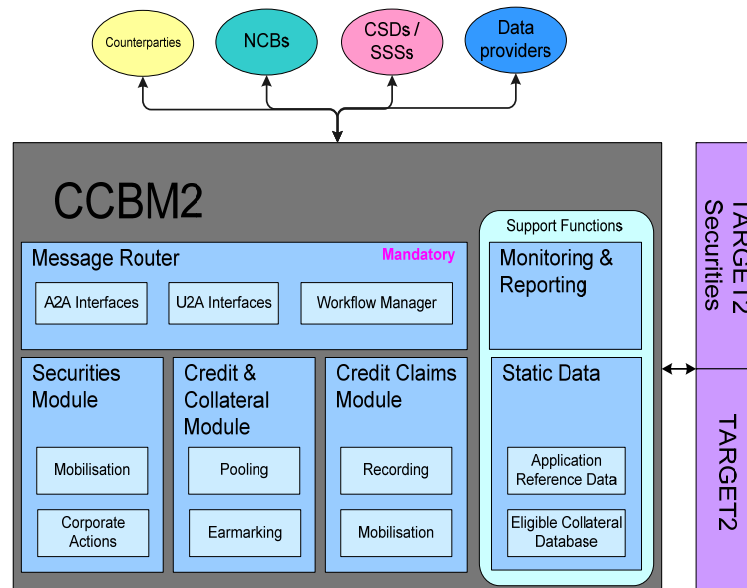 Counterparties
NCBs
CSDs /
SSSs
Data
providers
CCBM2
Support Functions
Message Router
Mandatory
A2A Interfaces
U2A Interfaces
Workflow Manager
Monitoring &
Reporting
Securities
Module
Mobilisation
Corporate
Actions
Credit &
Collateral
Module
Pooling
Earmarking
Credit Claims
Module
Recording
Mobilisation
Static Data
Application
Reference Data
Eligible Collateral
Database
TARGET2
Securities
TARGET2